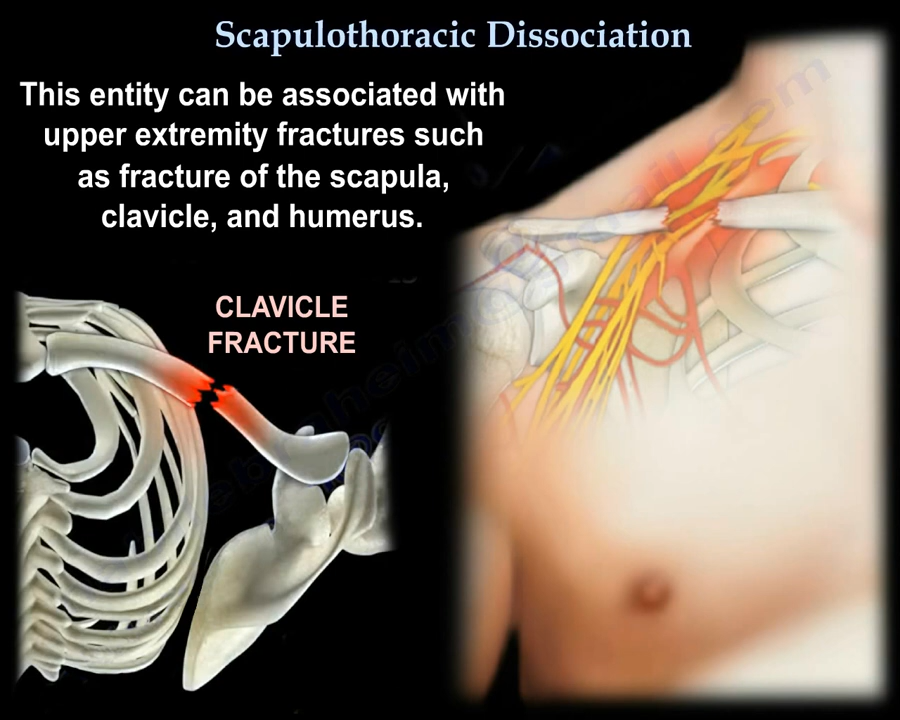 Scapulothoracic Dissociation
This entity can be associated with
upper extremity fractures such
as fracture of the scapula,
clavicle, and humerus.
CLAVICLE
FRACTURE